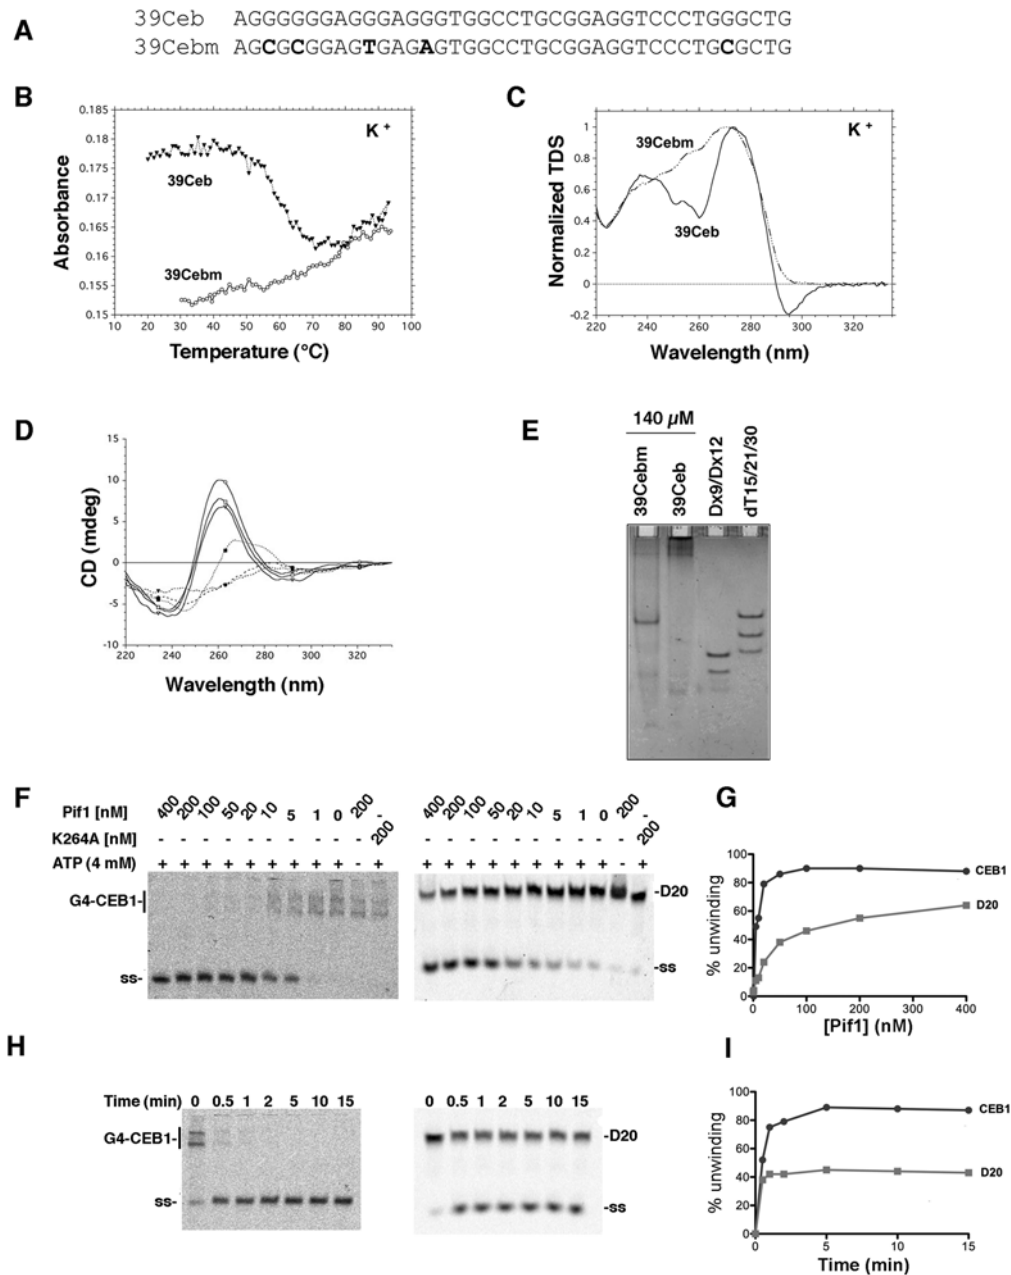 A
39Ceb AGGGGGGAGGGAGGGTGGCCTGCGGAGGTCCCTGGGCTG
39Cebm AGCGCGGAGTGAGAGTGGCCTGCGGAGGTCCCTGCGCTG
B
0.185
0.18
0.175
0.17
0.165
0.16
0.155
0.15
10 20 30 40 50 60 70 80 90 100
Absorbance
Temperature (°C)
K +
39Ceb
39Cebm
C
1
0.8
0.6
0.4
0.2
0
-0.2
220 240 260 280 300 320
Normalized TDS
Wavelength (nm)
K +
39Cebm
39Ceb
D
15
10
5
0
-5
-10
220 240 260 280 300 320
CD (mdeg)
Wavelength (nm)
E
140 µM
39Cebm
39Ceb
Dx9/Dx12
dT15/21/30
F
Pif1 [nM] 400 200 100 50 20 10 5 1 0 200 -
K264A [nM] - - - - - - - - - - 200
ATP (4 mM) + + + + + + + + + - +
G4-CEB1-
ss-
400 200 100 50 20 10 5 1 0 200 -
- - - - - - - - - - 200
+ + + + + + + + + - +
-D20
-ss
G
100
80
60
40
20
0
0 100 200 300 400
% unwinding
[Pif1] (nM)
CEB1
D20
H
Time (min) 0 0.5 1 2 5 10 15
G4-CEB1-
ss-
0 0.5 1 2 5 10 15
-D20
-ss
I
100
80
60
40
20
0
0 5 10 15
% unwinding
Time (min)
CEB1
D20